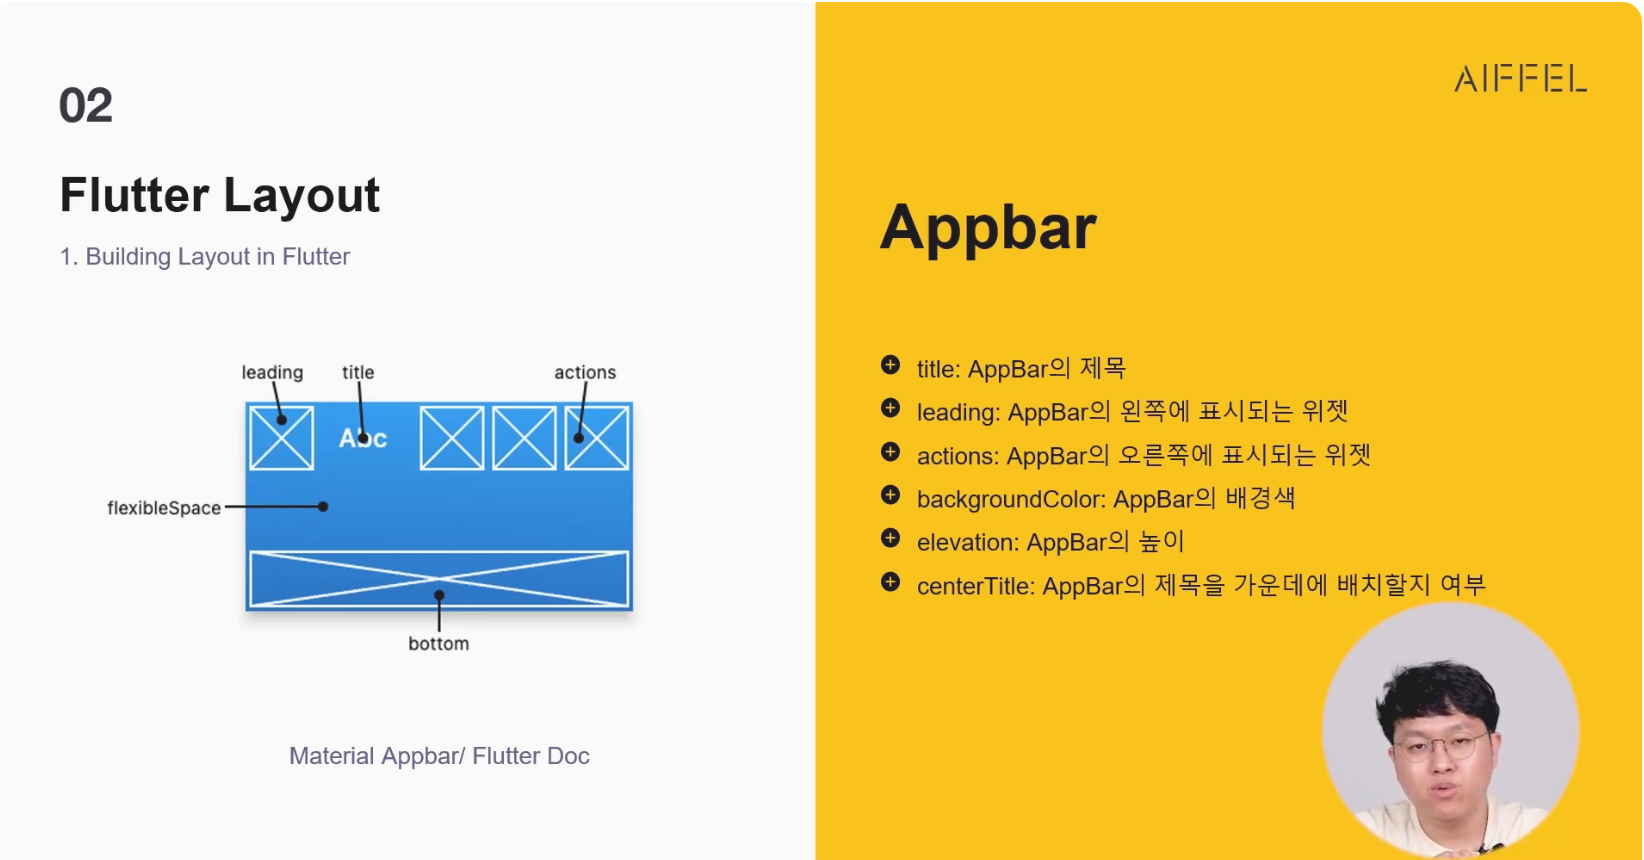 02
Flutter Layout
1. Building Layout in Flutter
leading title actions
Abc
flexibleSpace
bottom
Material Appbar/ Flutter Doc
AIFFEL
Appbar
title: AppBar의 제목
leading: AppBar의 왼쪽에 표시되는 위젯
actions: AppBar의 오른쪽에 표시되는 위젯
backgroundColor: AppBar의 배경색
elevation: AppBar의 높이
centerTitle: AppBar의 제목을 가운데에 배치할지 여부